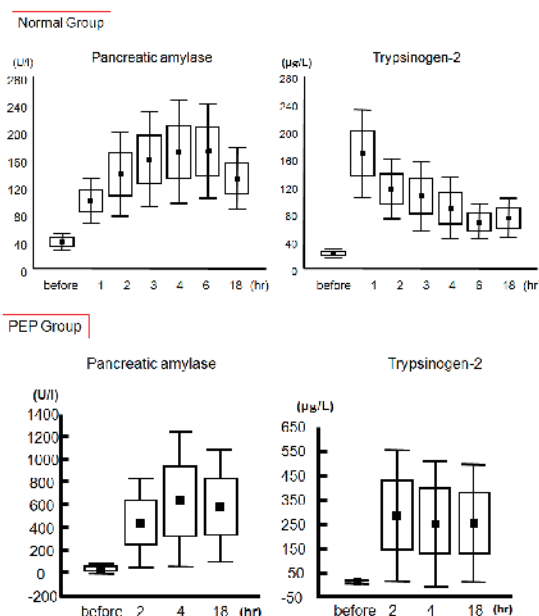 Normal Group
Pancreatic amylase
(U/l)
280
240
200
150
120
80
40
0
before 1 2 3 4 6 18 (hr)
Trypsinogen-2
(µg/L)
280
240
200
160
120
80
40
0
before 1 2 3 4 6 18 (hr)
PEP Group
Pancreatic amylase
(U/l)
1400
1200
1000
800
600
400
200
0
-200
before 2 4 18 (hr)
Trypsinogen-2
(µg/L)
650
550
450
350
250
150
50
-50
before 2 4 18 (hr)